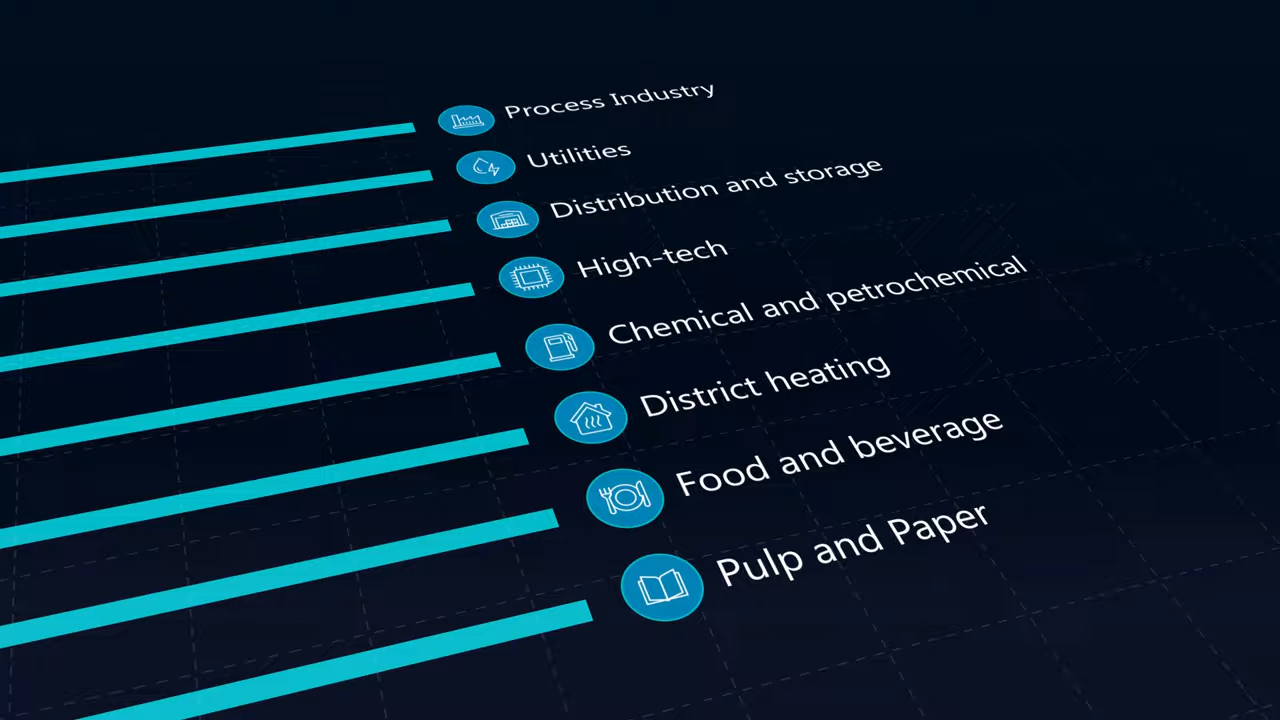 Process Industry
Utilities
Distribution and storage
High-tech
Chemical and petrochemical
District heating
Food and beverage
Pulp and Paper